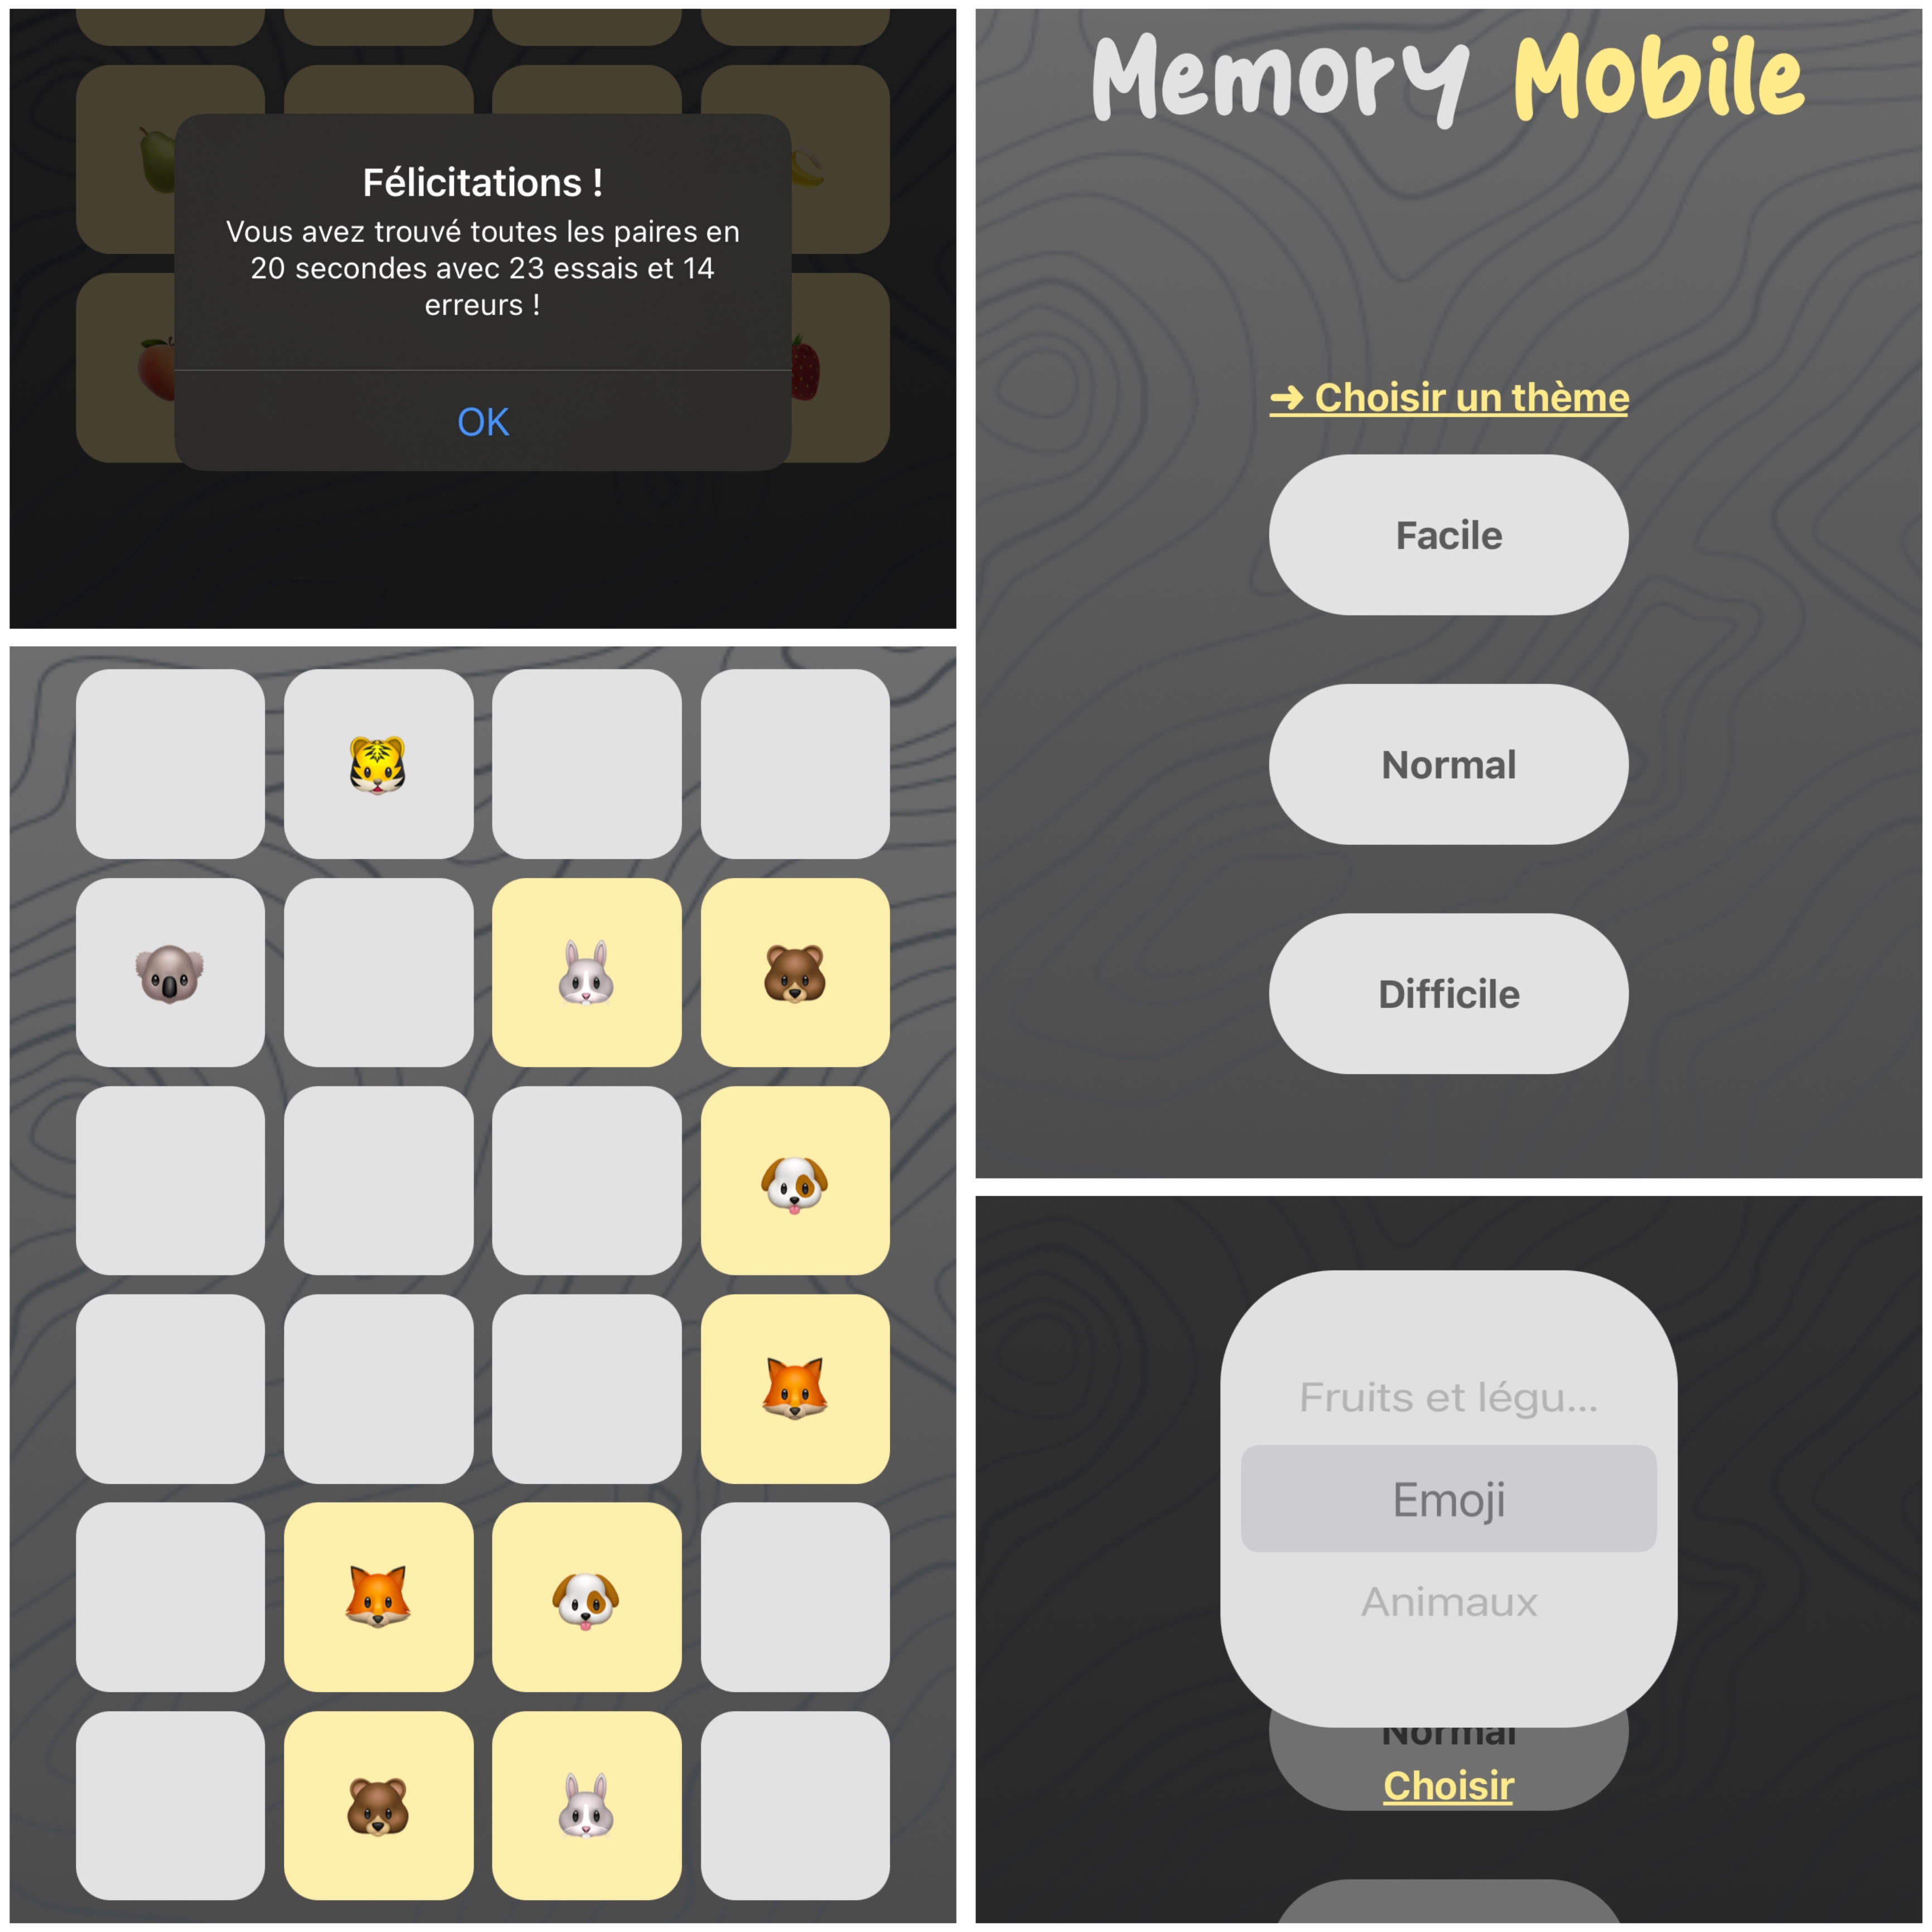 Félicitations !
Vous avez trouvé toutes les paires en
20 secondes avec 23 essais et 14
erreurs !
OK
Memory Mobile
➜ Choisir un thème
Facile
Normal
Difficile
Fruits et légu...
Emoji
Animaux
Normal
Choisir